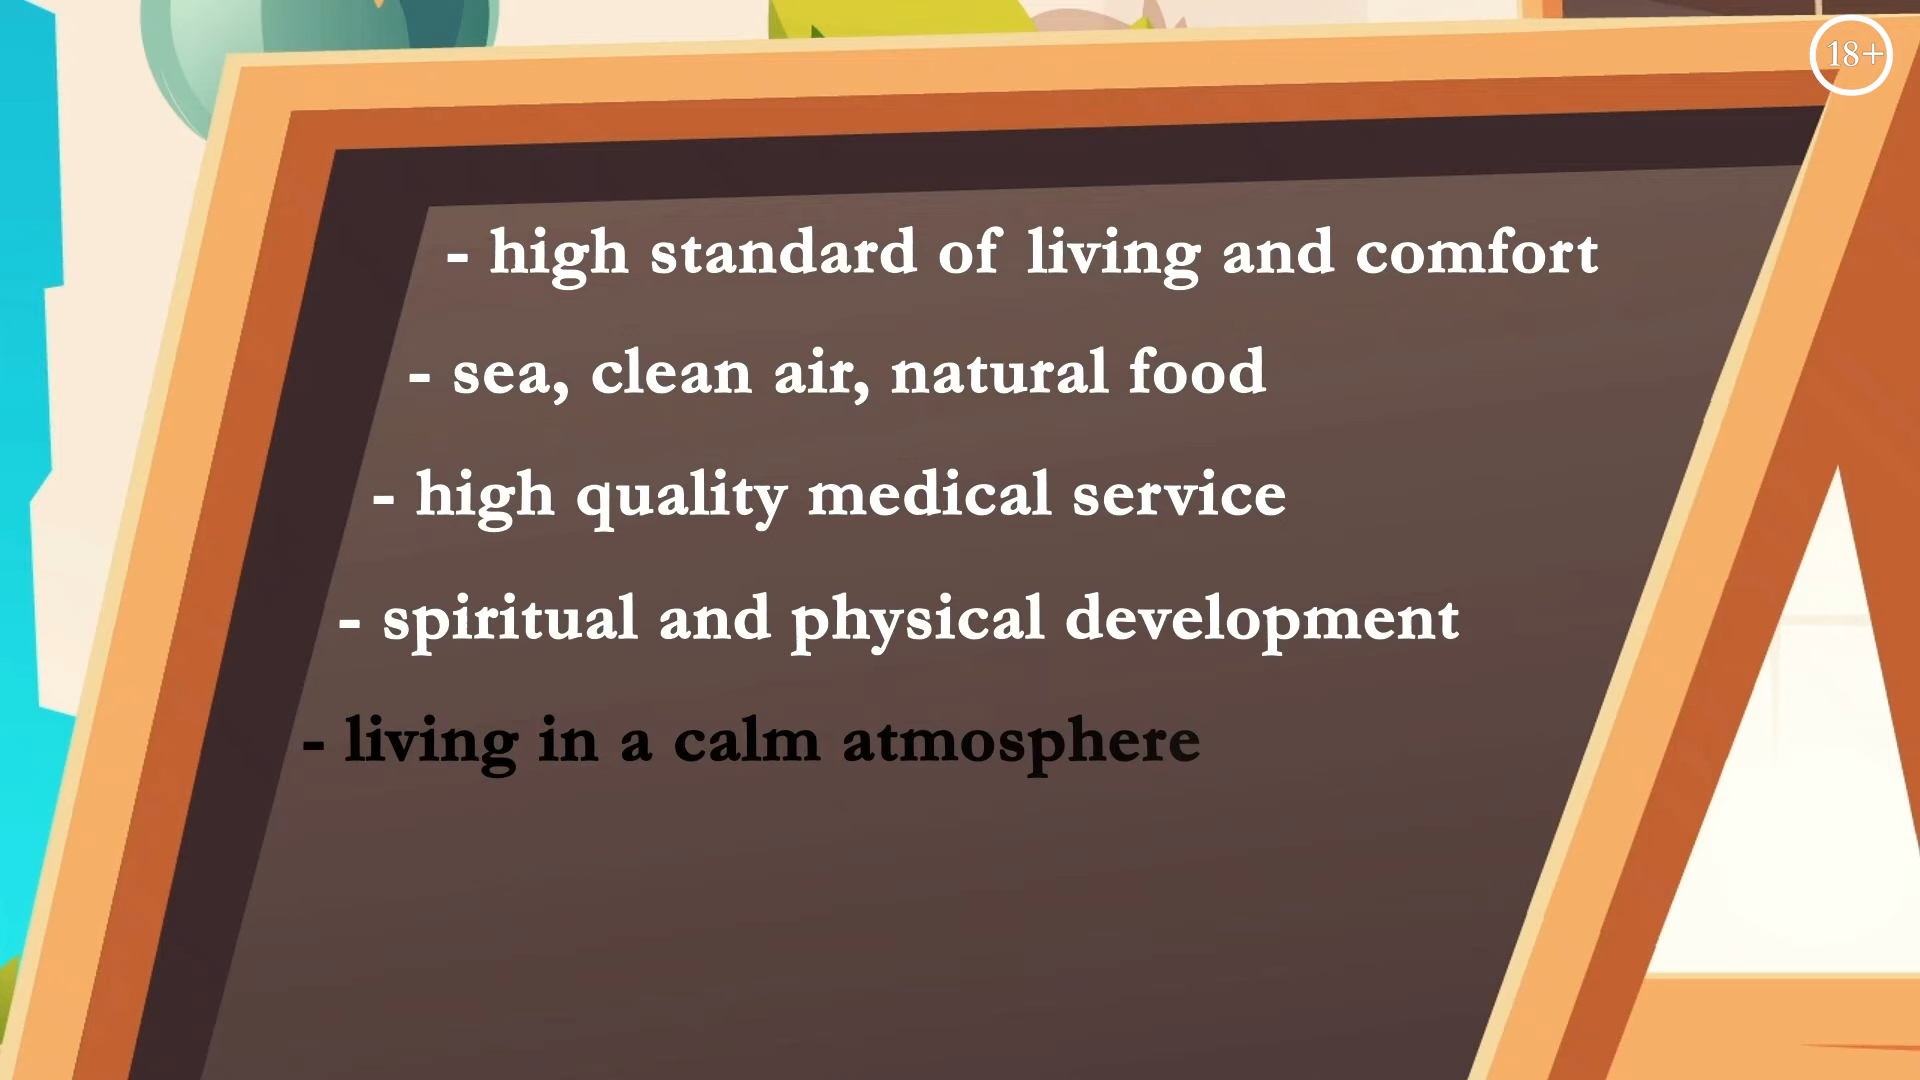 18+
- high standard of living and comfort
- sea, clean air, natural food
- high quality medical service
- spiritual and physical development
- living in a calm atmosphere